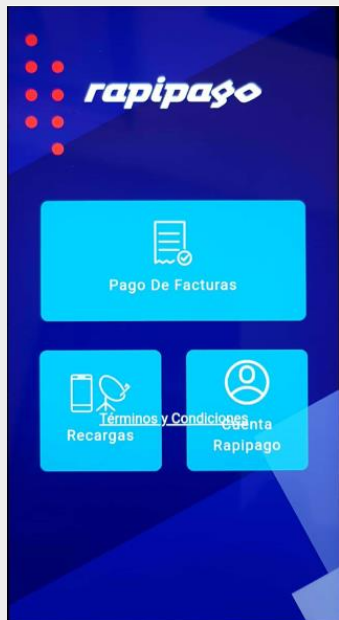 rapipago
Pago De Facturas
Términos y Condiciones
Recargas
Cuenta
Rapipago